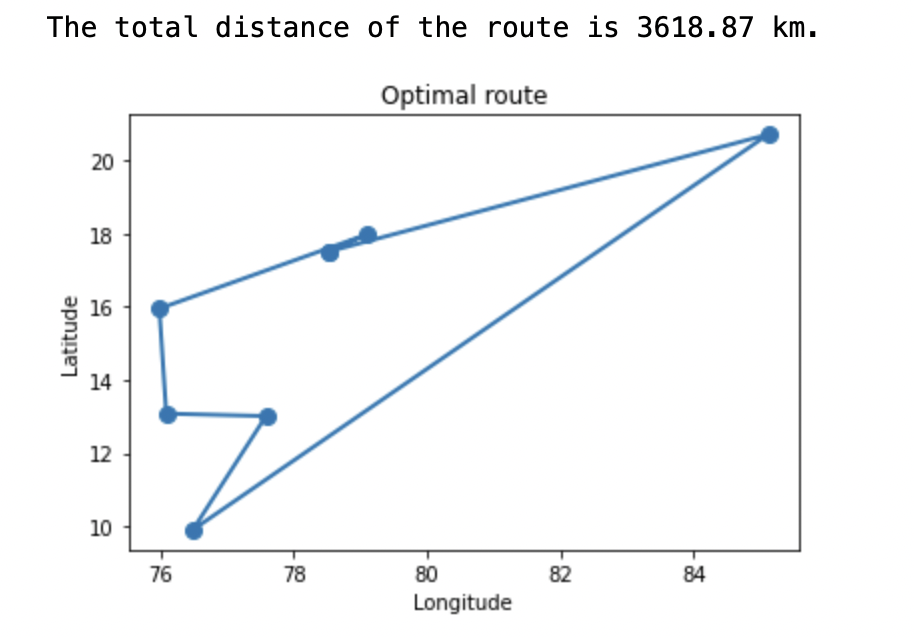 The total distance of the route is 3618.87 km.
Optimal route
20
18
16
14
12
10
Latitude
76 78 80 82 84
Longitude